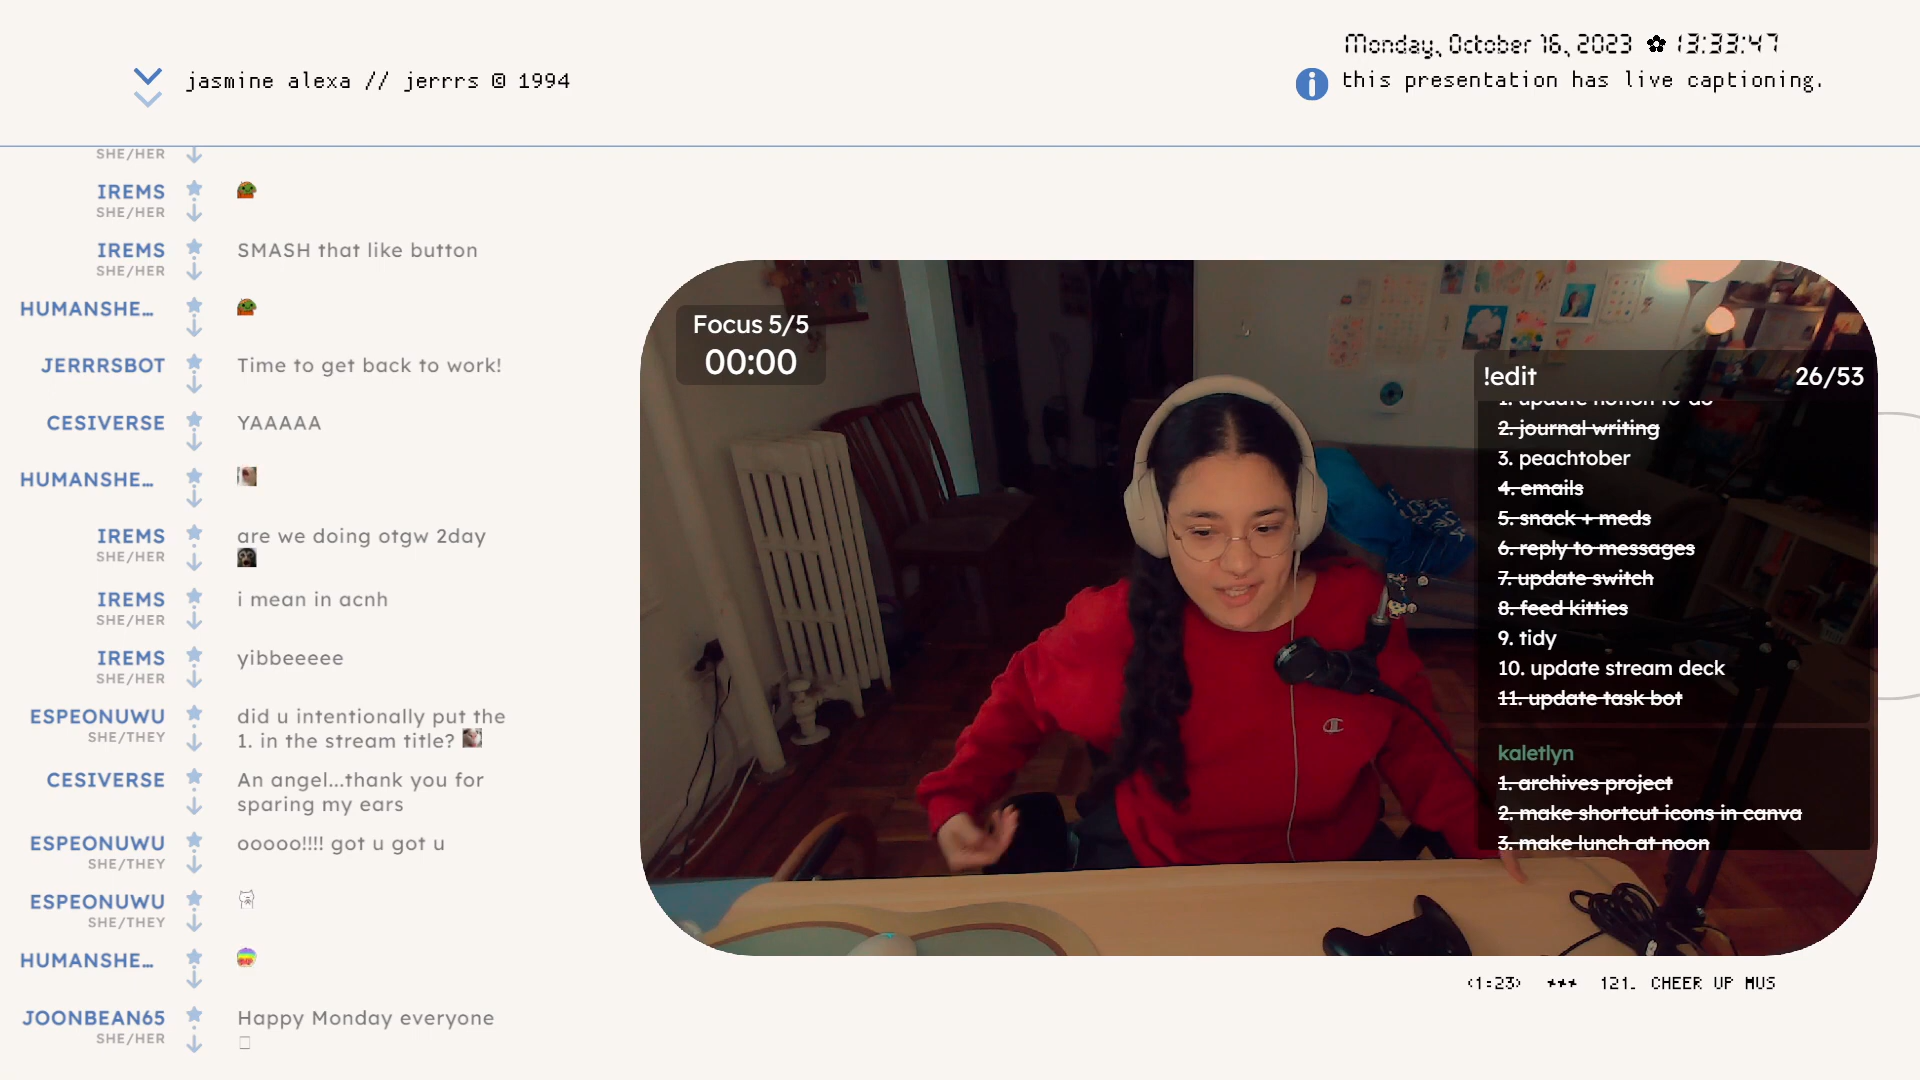 Monday, October 16, 2023 ✿ 13:33:47
jasmine alexa // jerrrs © 1994
this presentation has live captioning.
SHE/HER
IREMS
SHE/HER
IREMS
SMASH that like button
SHE/HER
HUMANSHE...
JERRRSBOT
Time to get back to work!
CESIVERSE
YAAAAA
HUMANSHE...
IREMS
are we doing otgw 2day
SHE/HER
IREMS
i mean in acnh
SHE/HER
IREMS
yibbeeeee
SHE/HER
ESPEONUWU
did u intentionally put the
SHE/THEY
1. in the stream title?
CESIVERSE
An angel...thank you for
sparing my ears
ESPEONUWU
ooooo!!!! got u got u
SHE/THEY
ESPEONUWU
SHE/THEY
HUMANSHE...
JOONBEAN65
Happy Monday everyone
SHE/HER
Focus 5/5
00:00
!edit
26/53
1. update notion to-do
2. journal writing
3. peachtober
4. emails
5. snack + meds
6. reply to messages
7. update switch
8. feed kitties
9. tidy
10. update stream deck
11. update task bot
kaletlyn
1. archives project
2. make shortcut icons in canva
3. make lunch at noon
<1:23> *** 121. CHEER UP MUS